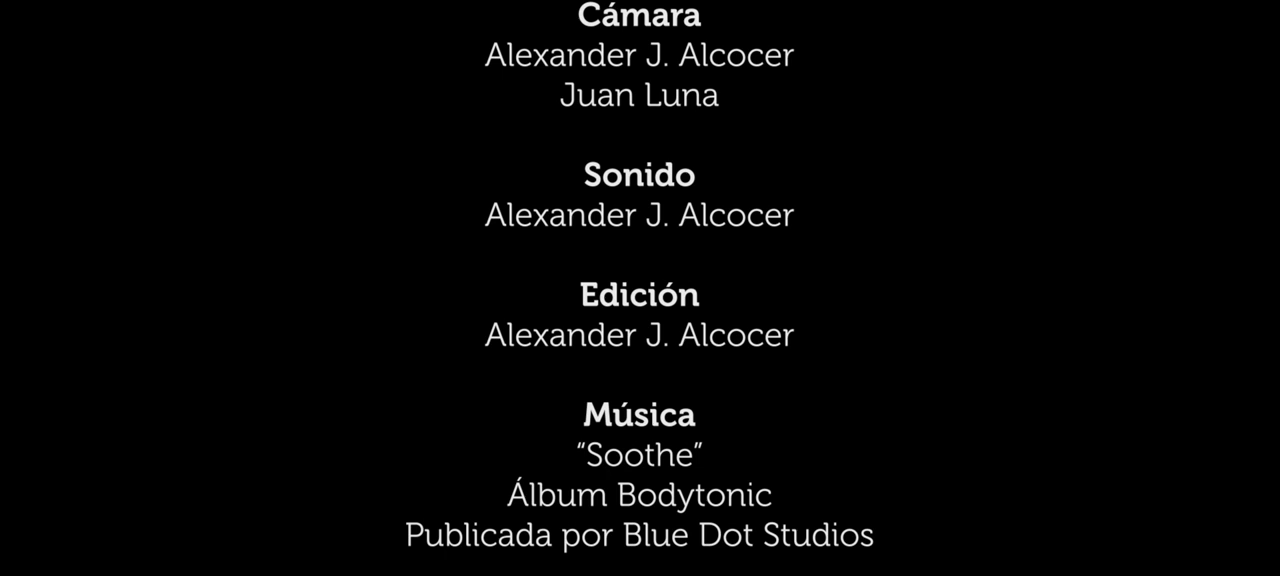 Cámara
Alexander J. Alcocer
Juan Luna
Sonido
Alexander J. Alcocer
Edición
Alexander J. Alcocer
Música
“Soothe”
Álbum Bodytonic
Publicada por Blue Dot Studios